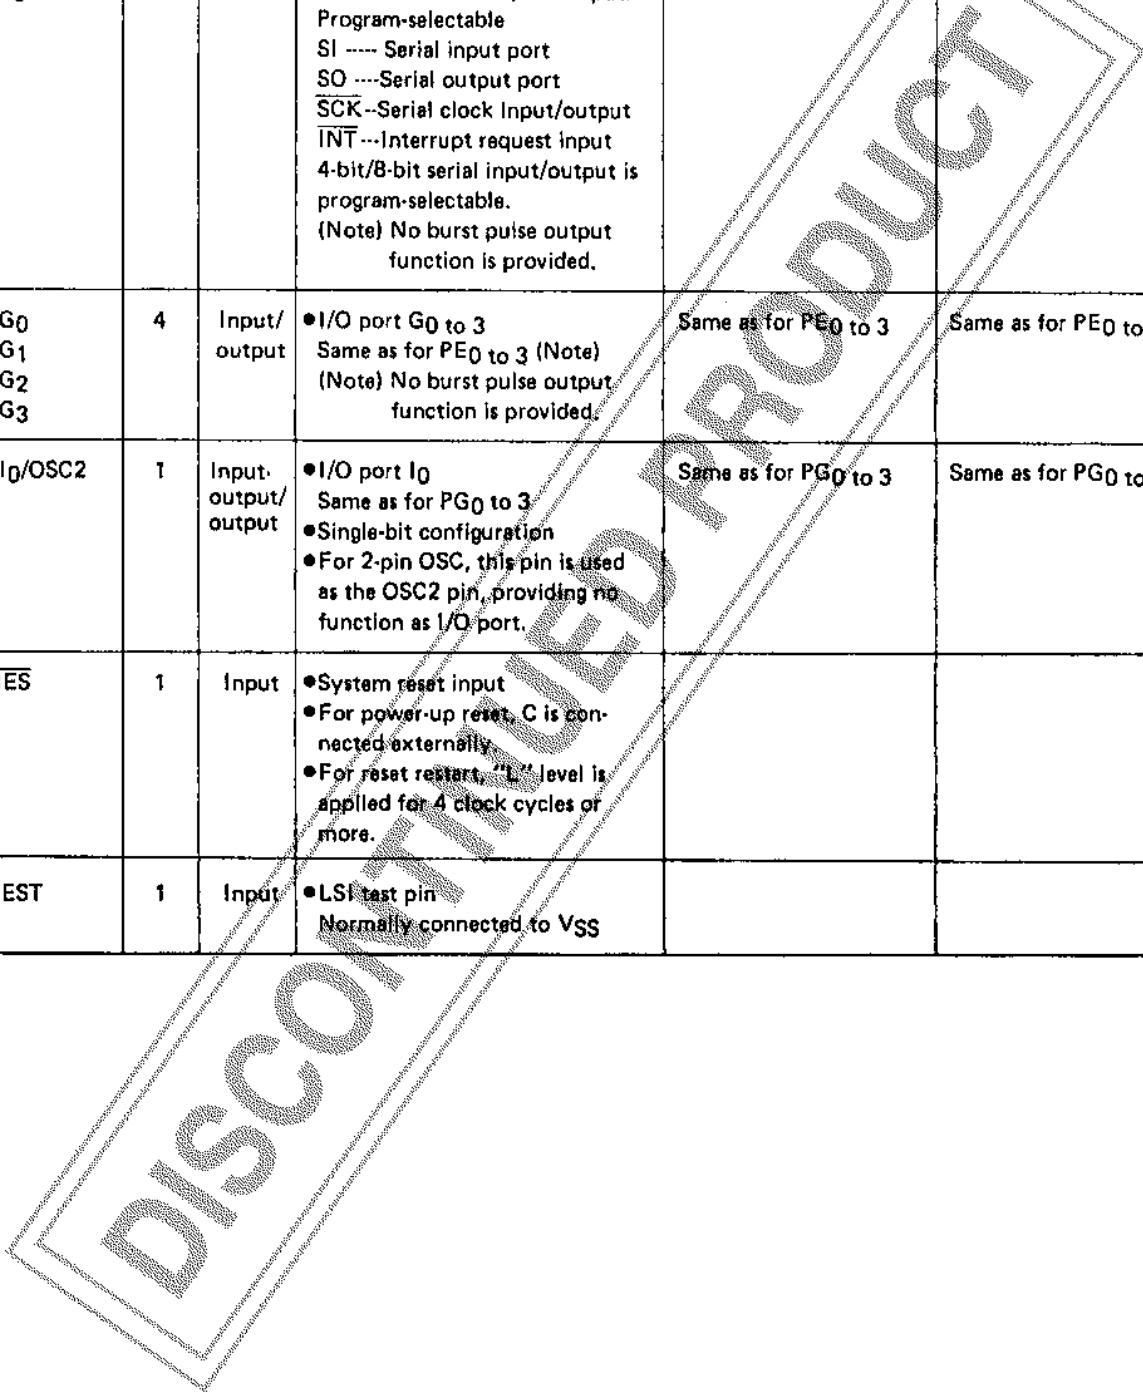 Program-selectable
SI ----- Serial input port
SO ----Serial output port
SCK--Serial clock Input/output
INT---Interrupt request input
4-bit/8-bit serial input/output is
program-selectable.
(Note) No burst pulse output
function is provided.
G0
G1
G2
G3
4
Input/
output
●I/O port G0 to 3
Same as for PE0 to 3 (Note)
(Note) No burst pulse output
function is provided.
Same as for PE0 to 3
Same as for PE0 to
I0/OSC2
1
Input-
output/
output
●I/O port I0
Same as for PG0 to 3
●Single-bit configuration
●For 2-pin OSC, this pin is used
as the OSC2 pin, providing no
function as I/O port.
Same as for PG0 to 3
Same as for PG0 to
ES
1
Input
●System reset input
●For power-up reset, C is con-
nected externally.
●For reset restart, "L" level is
applied for 4 clock cycles or
more.
EST
1
Input
●LSI test pin
Normally connected to VSS
DISCONTINUED PRODUCT